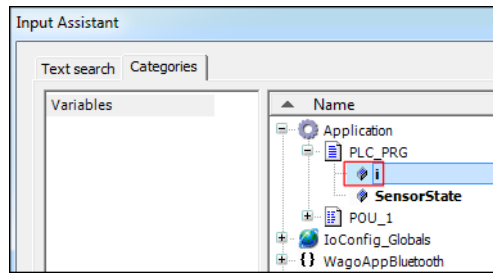 Input Assistant
Text search Categories
Variables
Name
Application
PLC_PRG
i
SensorState
POU_1
IoConfig_Globals
WagoAppBluetooth